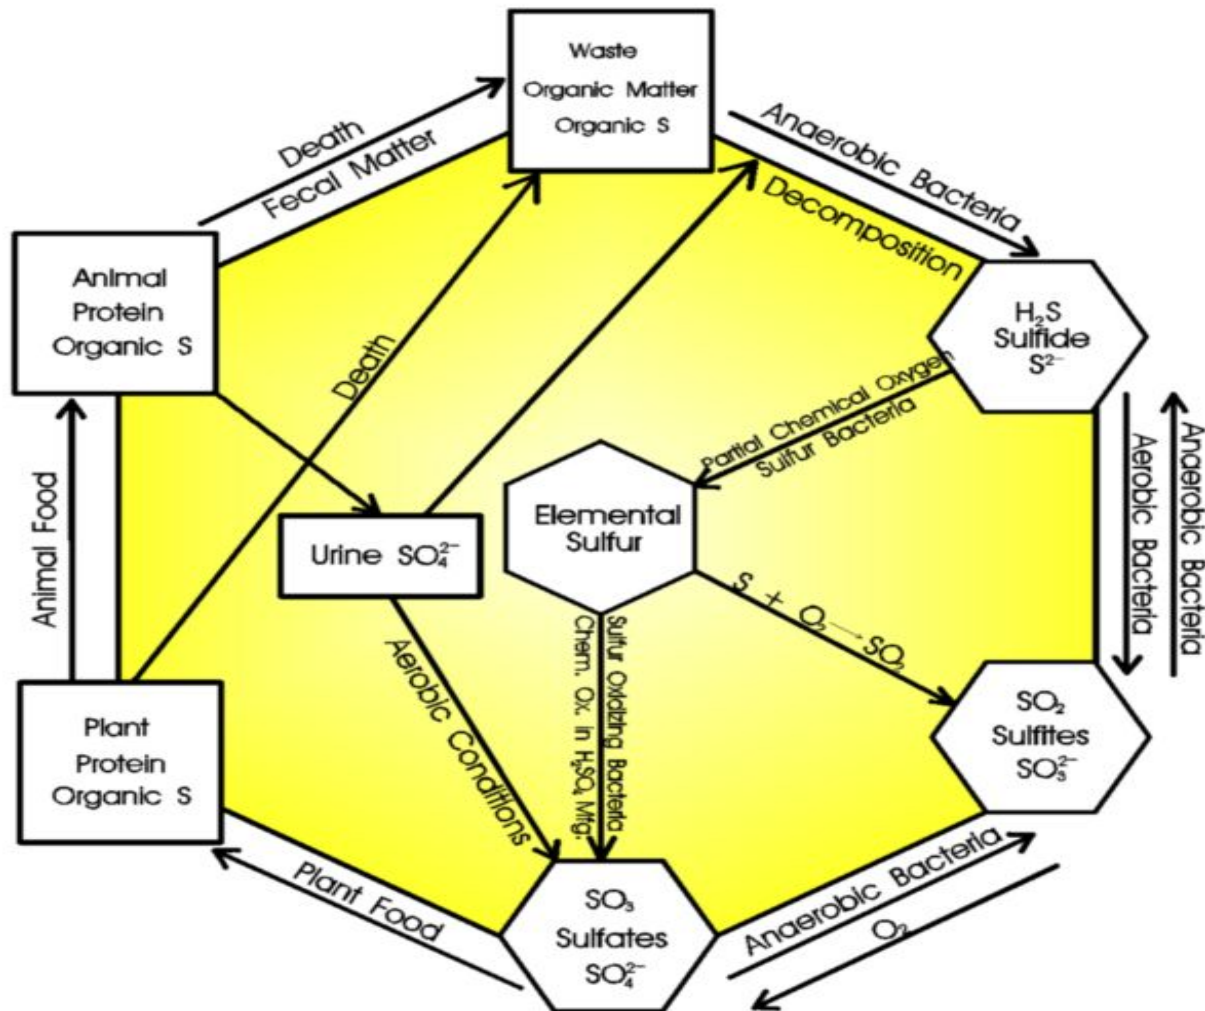 Waste
Organic Matter
Organic S
Death
Fecal Matter
Anaerobic Bacteria
Decomposition
Animal
Protein
Organic S
H₂S
Sulfide
S²⁻
Death
Partial Chemical Oxygen
Sulfur Bacteria
Aerobic Bacteria
Anaerobic Bacteria
Animal Food
Elemental
Sulfur
Urine SO₄²⁻
S + O₂ → SO₂
Sulfur Oxidizing Bacteria
Chem. Ox. in H₂SO₄ Mfg.
Aerobic Conditions
Plant
Protein
Organic S
SO₂
Sulfites
SO₃²⁻
Plant Food
SO₃
Sulfates
SO₄²⁻
Anaerobic Bacteria
O₂